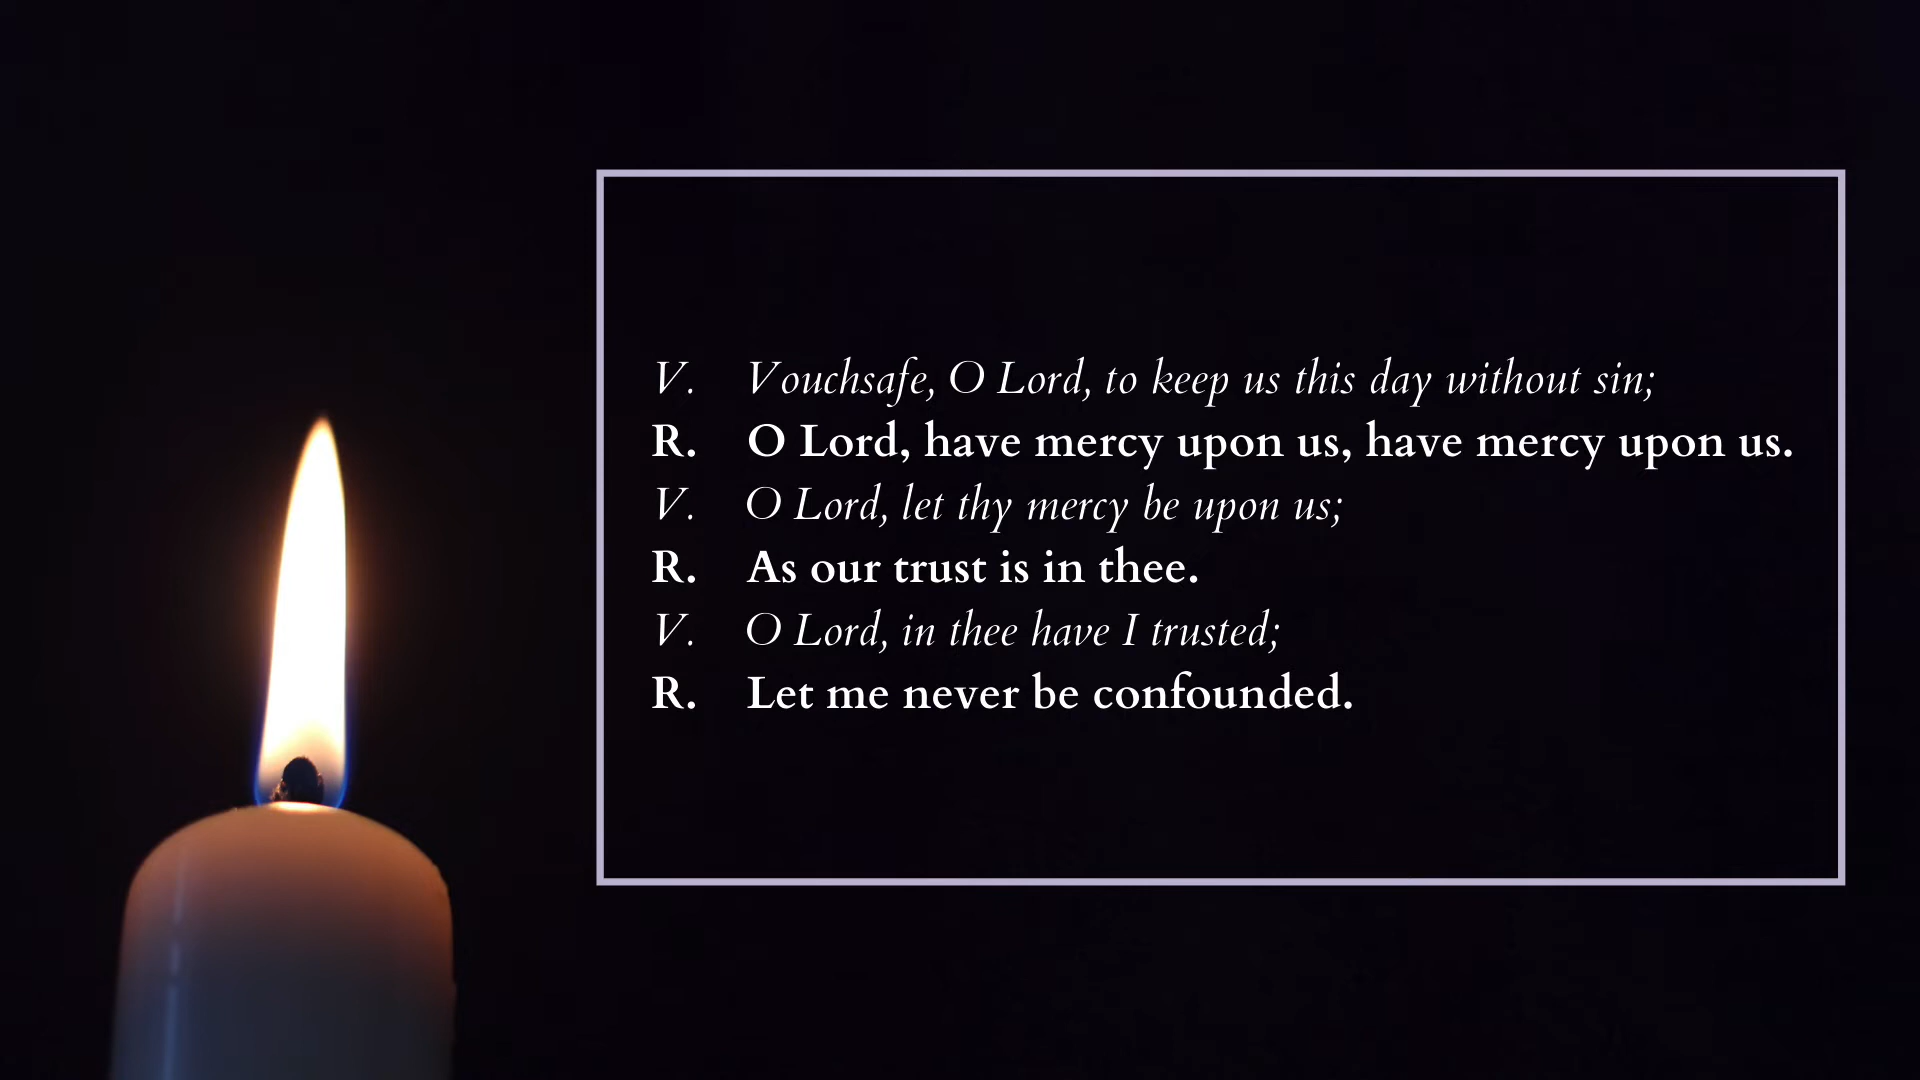 V. Vouchsafe, O Lord, to keep us this day without sin;
R. O Lord, have mercy upon us, have mercy upon us.
V. O Lord, let thy mercy be upon us;
R. As our trust is in thee.
V. O Lord, in thee have I trusted;
R. Let me never be confounded.